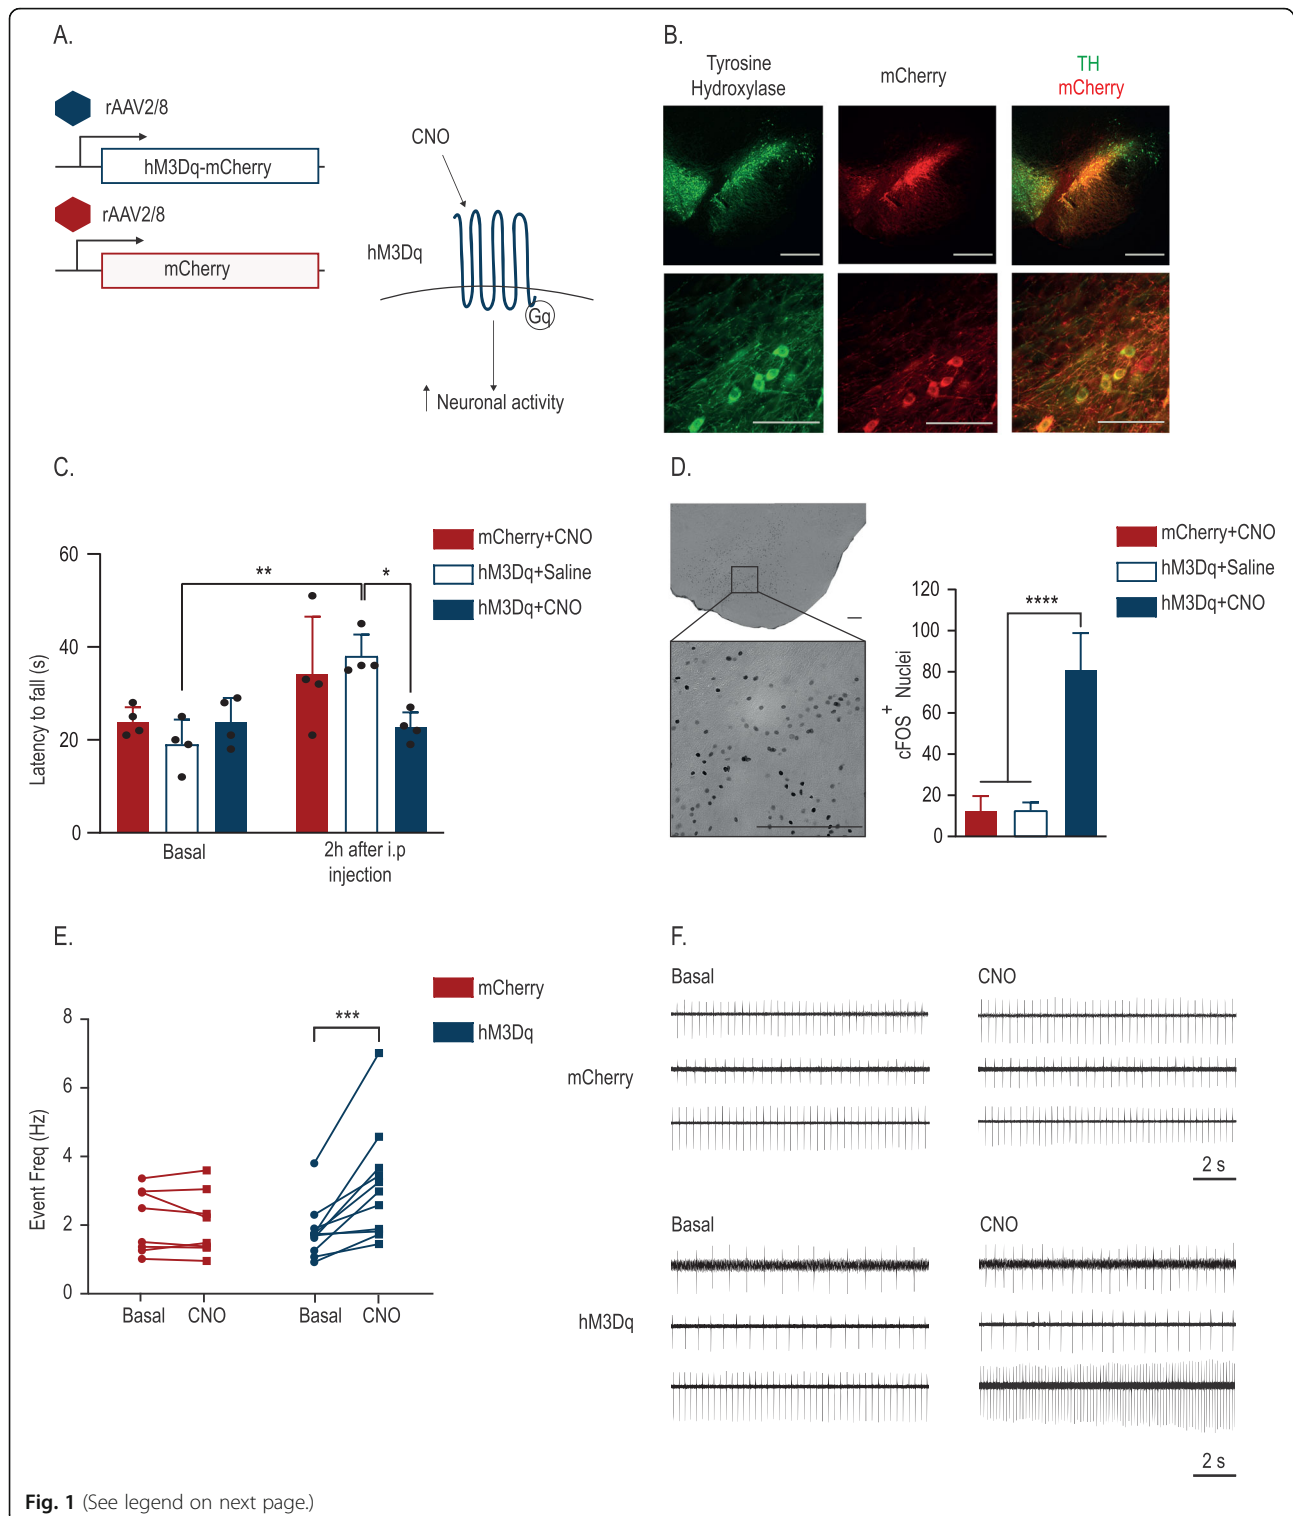 A.
rAAV2/8
hM3Dq-mCherry
rAAV2/8
mCherry
CNO
hM3Dq
Gq
↑ Neuronal activity
B.
Tyrosine
Hydroxylase
mCherry
TH
mCherry
C.
mCherry+CNO
hM3Dq+Saline
hM3Dq+CNO
Latency to fall (s)
60
40
20
0
**
*
Basal
2h after i.p
injection
D.
mCherry+CNO
hM3Dq+Saline
hM3Dq+CNO
cFOS+ Nuclei
120
100
80
60
40
20
0
****
E.
mCherry
hM3Dq
Event Freq (Hz)
8
6
4
2
0
***
Basal
CNO
Basal
CNO
F.
Basal
CNO
mCherry
2 s
Basal
CNO
hM3Dq
2 s
Fig. 1 (See legend on next page.)